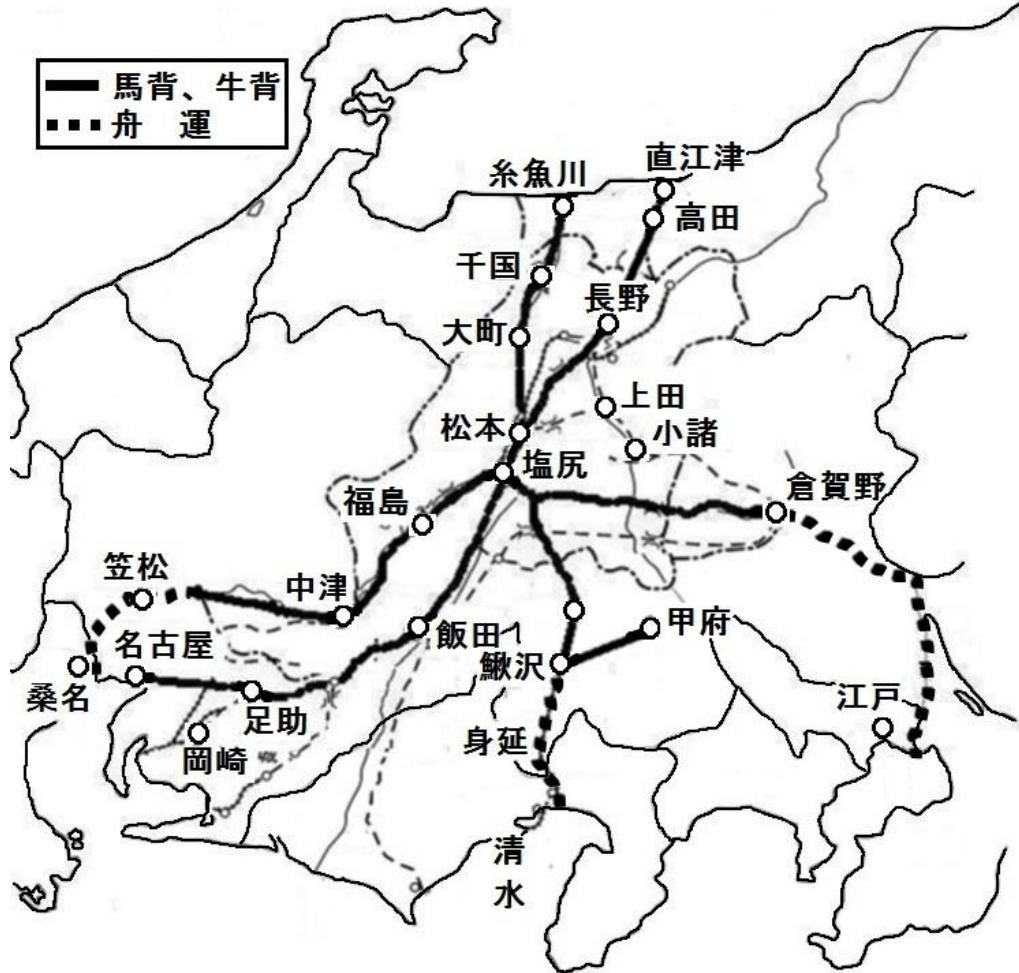 馬背、牛背
舟　運
直江津
糸魚川
高田
千国
長野
大町
上田
松本
小諸
塩尻
倉賀野
福島
笠松
中津
名古屋
飯田
甲府
鰍沢
桑名
足助
江戸
身延
岡崎
清水